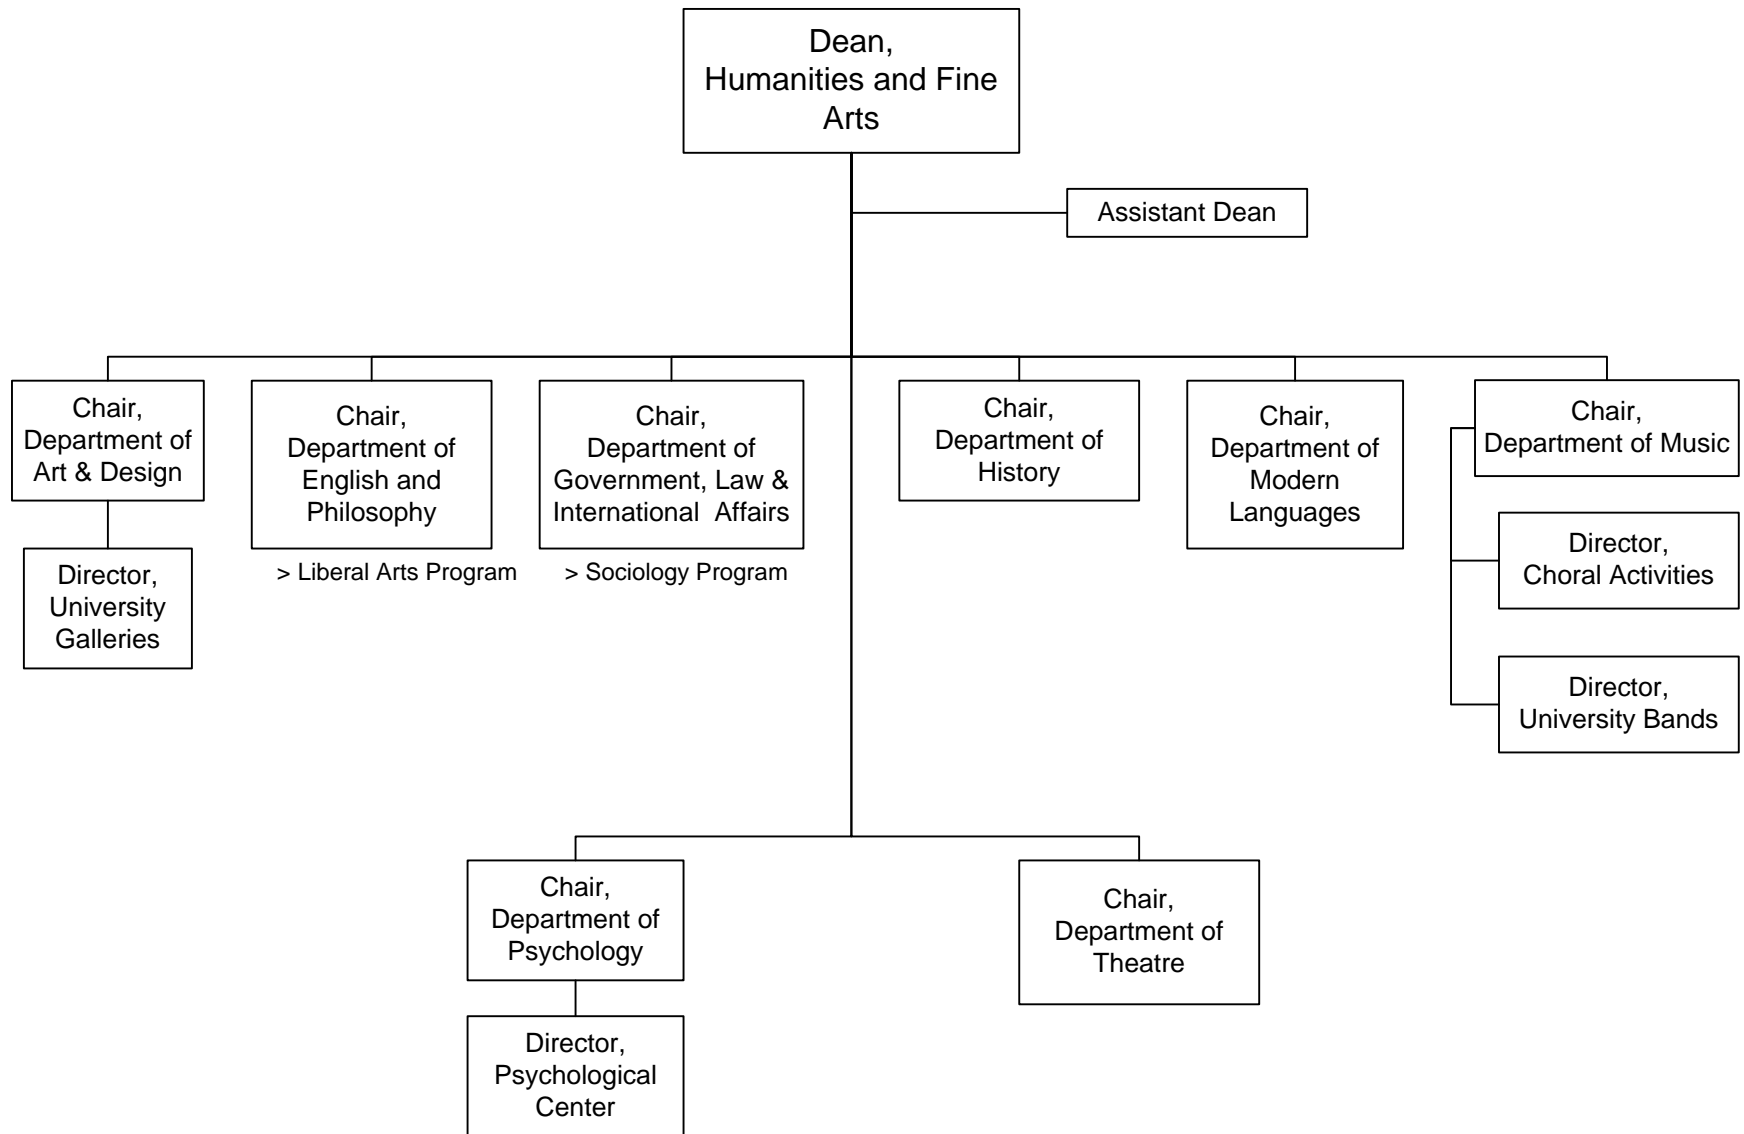 Dean,
Humanities and Fine
Arts
Assistant Dean
Chair,
Department of
Art & Design
Chair,
Department of
English and
Philosophy
Chair,
Department of
Government, Law &
International Affairs
Chair,
Department of
History
Chair,
Department of
Modern
Languages
Chair,
Department of Music
Director,
University
Galleries
> Liberal Arts Program
> Sociology Program
Director,
Choral Activities
Director,
University Bands
Chair,
Department of
Psychology
Chair,
Department of
Theatre
Director,
Psychological
Center